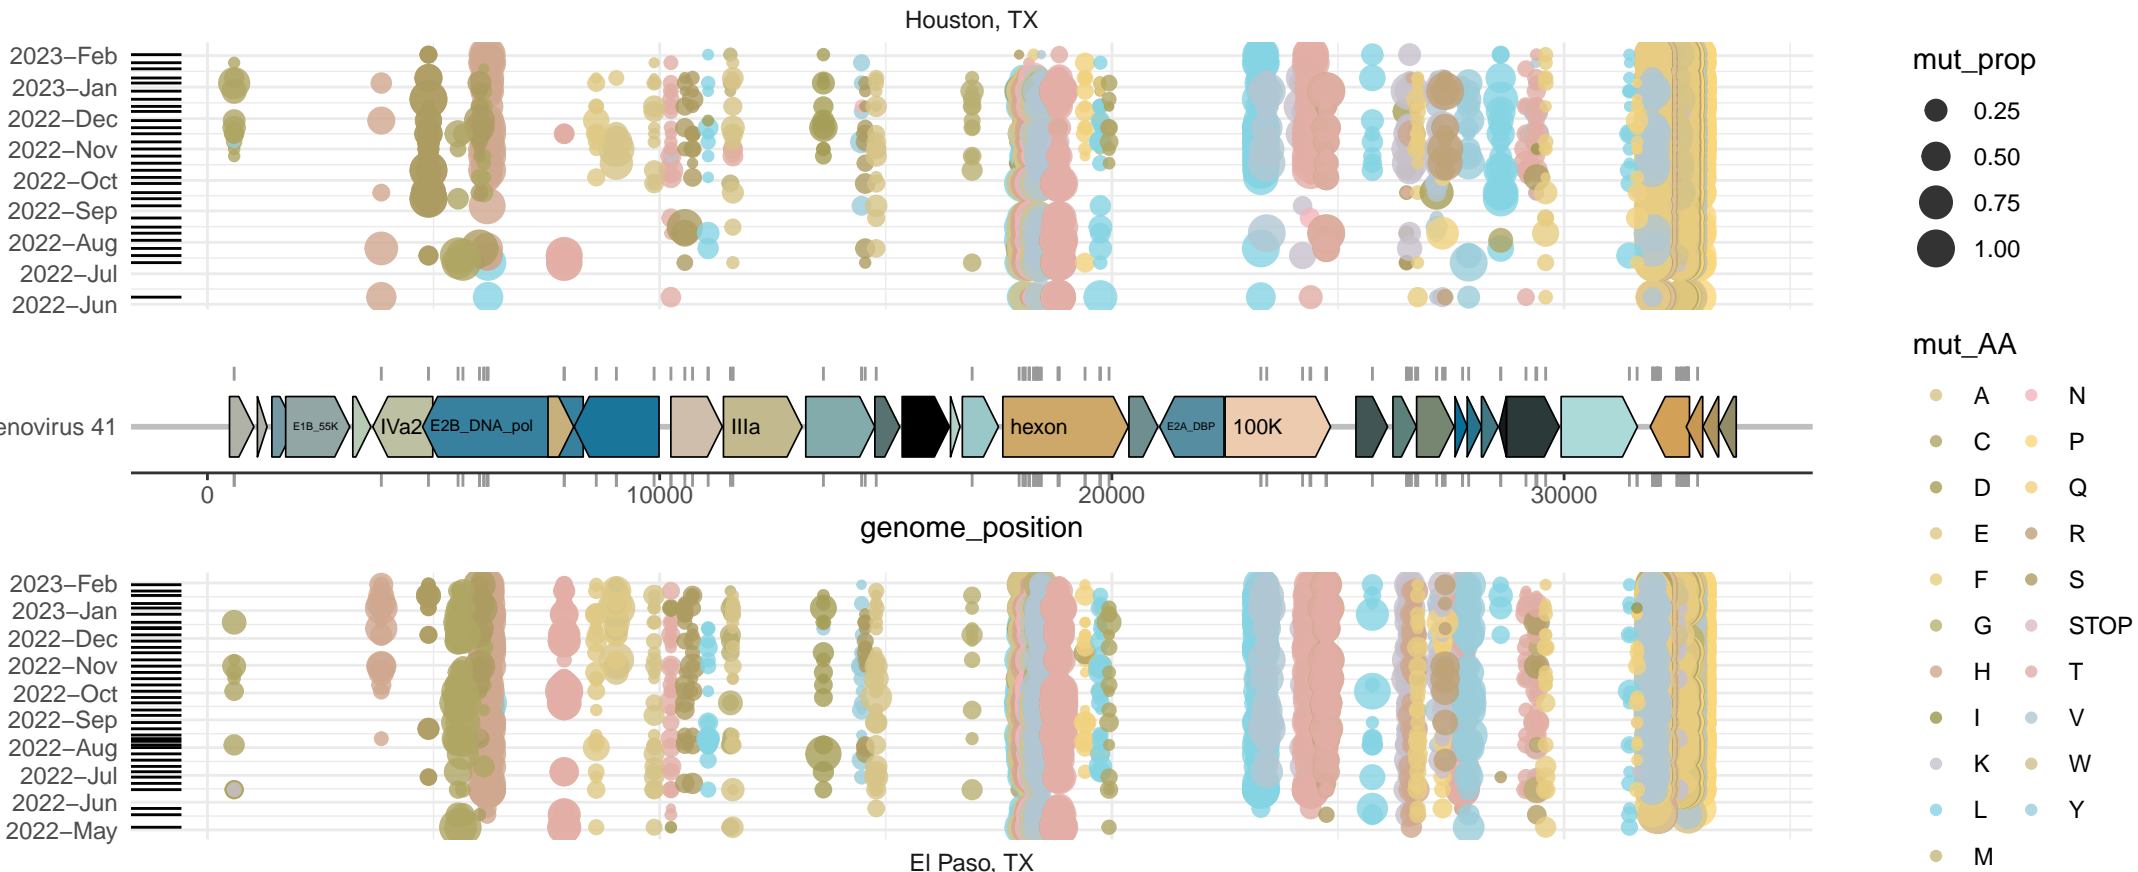 Houston, TX
2023–Feb
2023–Jan
2022–Dec
2022–Nov
2022–Oct
2022–Sep
2022–Aug
2022–Jul
2022–Jun
enovirus 41
E1B_55K
IVa2
E2B_DNA_pol
IIIa
hexon
E2A_DBP
100K
0
10000
20000
30000
genome_position
2023–Feb
2023–Jan
2022–Dec
2022–Nov
2022–Oct
2022–Sep
2022–Aug
2022–Jul
2022–Jun
2022–May
El Paso, TX
mut_prop
0.25
0.50
0.75
1.00
mut_AA
A
C
D
E
F
G
H
I
K
L
M
N
P
Q
R
S
STOP
T
V
W
Y